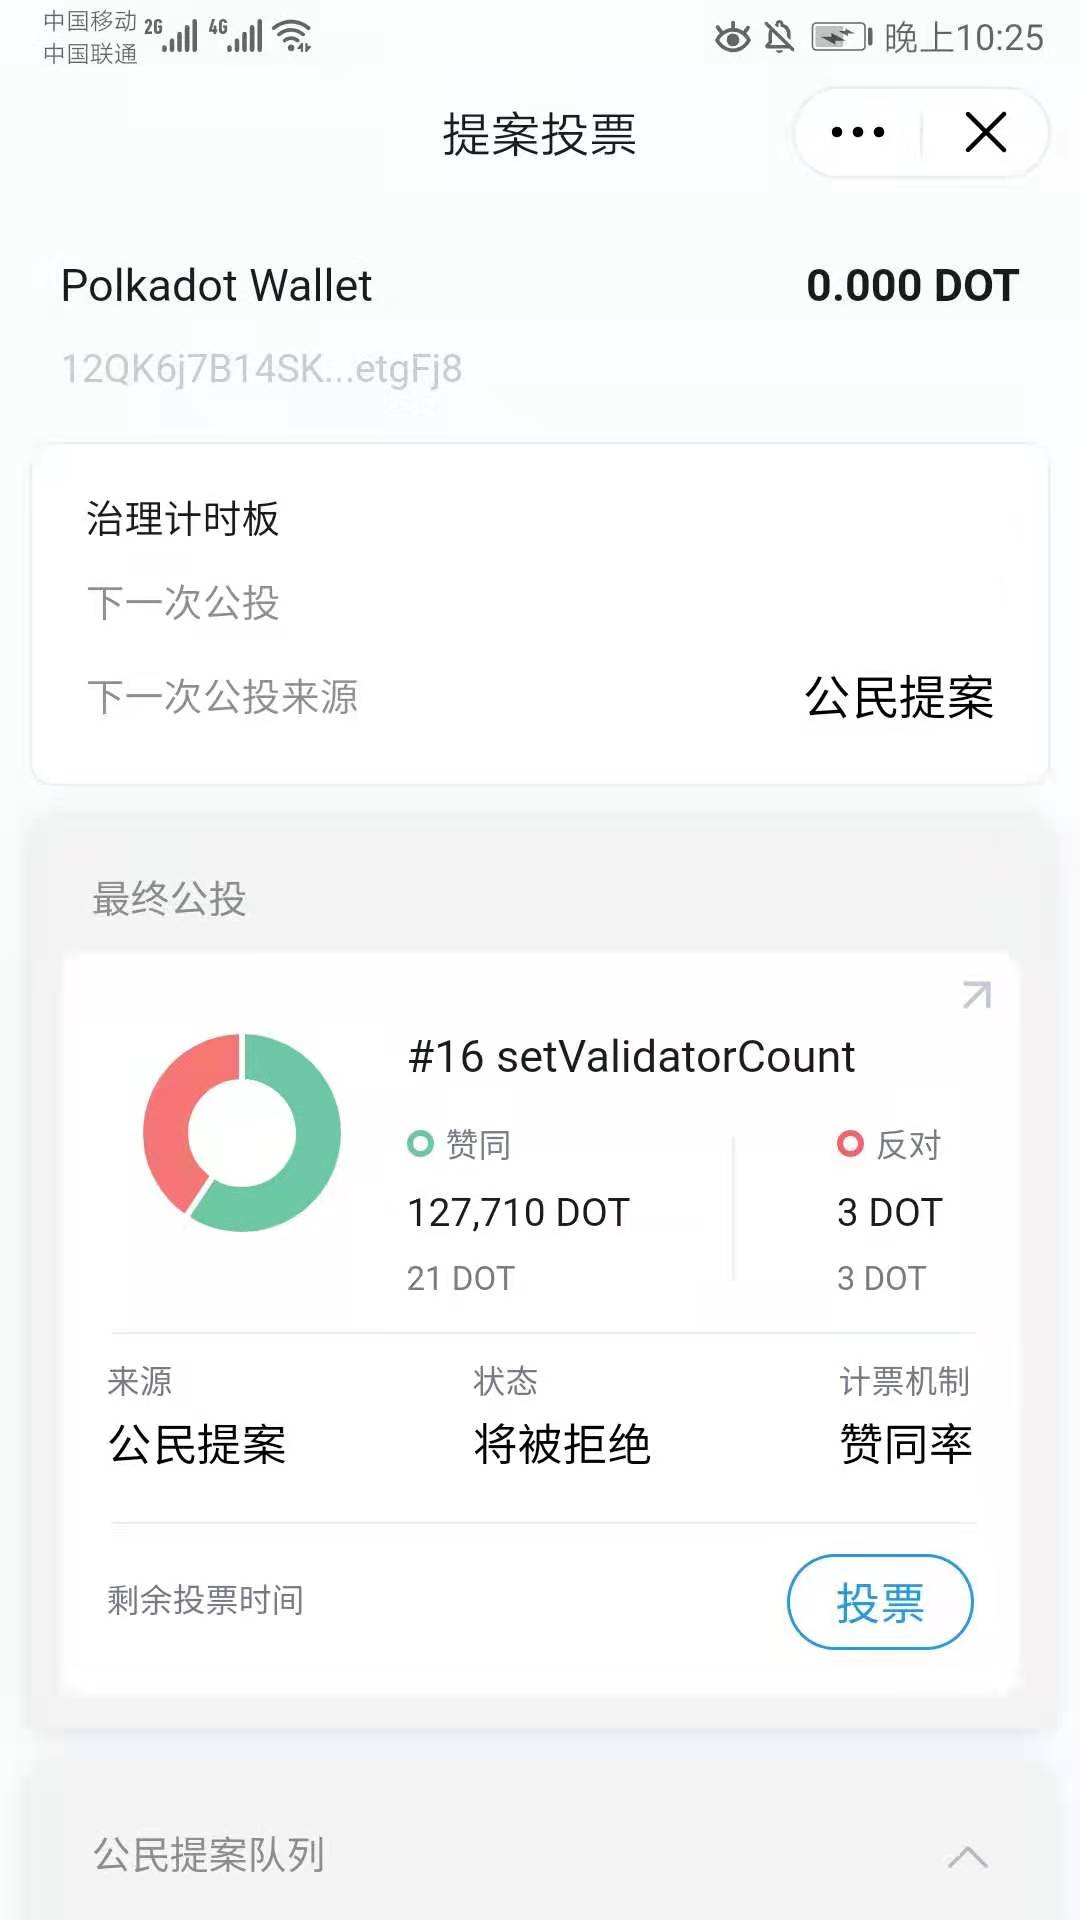 中国移动 2G 4G
中国联通
晚上10:25
提案投票
Polkadot Wallet 0.000 DOT
12QK6j7B14SK...etgFj8
治理计时板
下一次公投
下一次公投来源 公民提案
最终公投
#16 setValidatorCount
赞同 反对
127,710 DOT 3 DOT
21 DOT 3 DOT
来源 状态 计票机制
公民提案 将被拒绝 赞同率
剩余投票时间 投票
公民提案队列